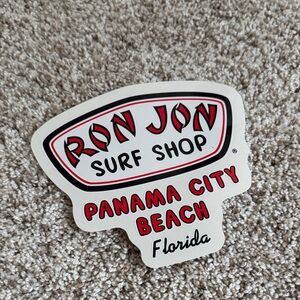 RON JON
SURF SHOP
®
PANAMA CITY
BEACH
Florida